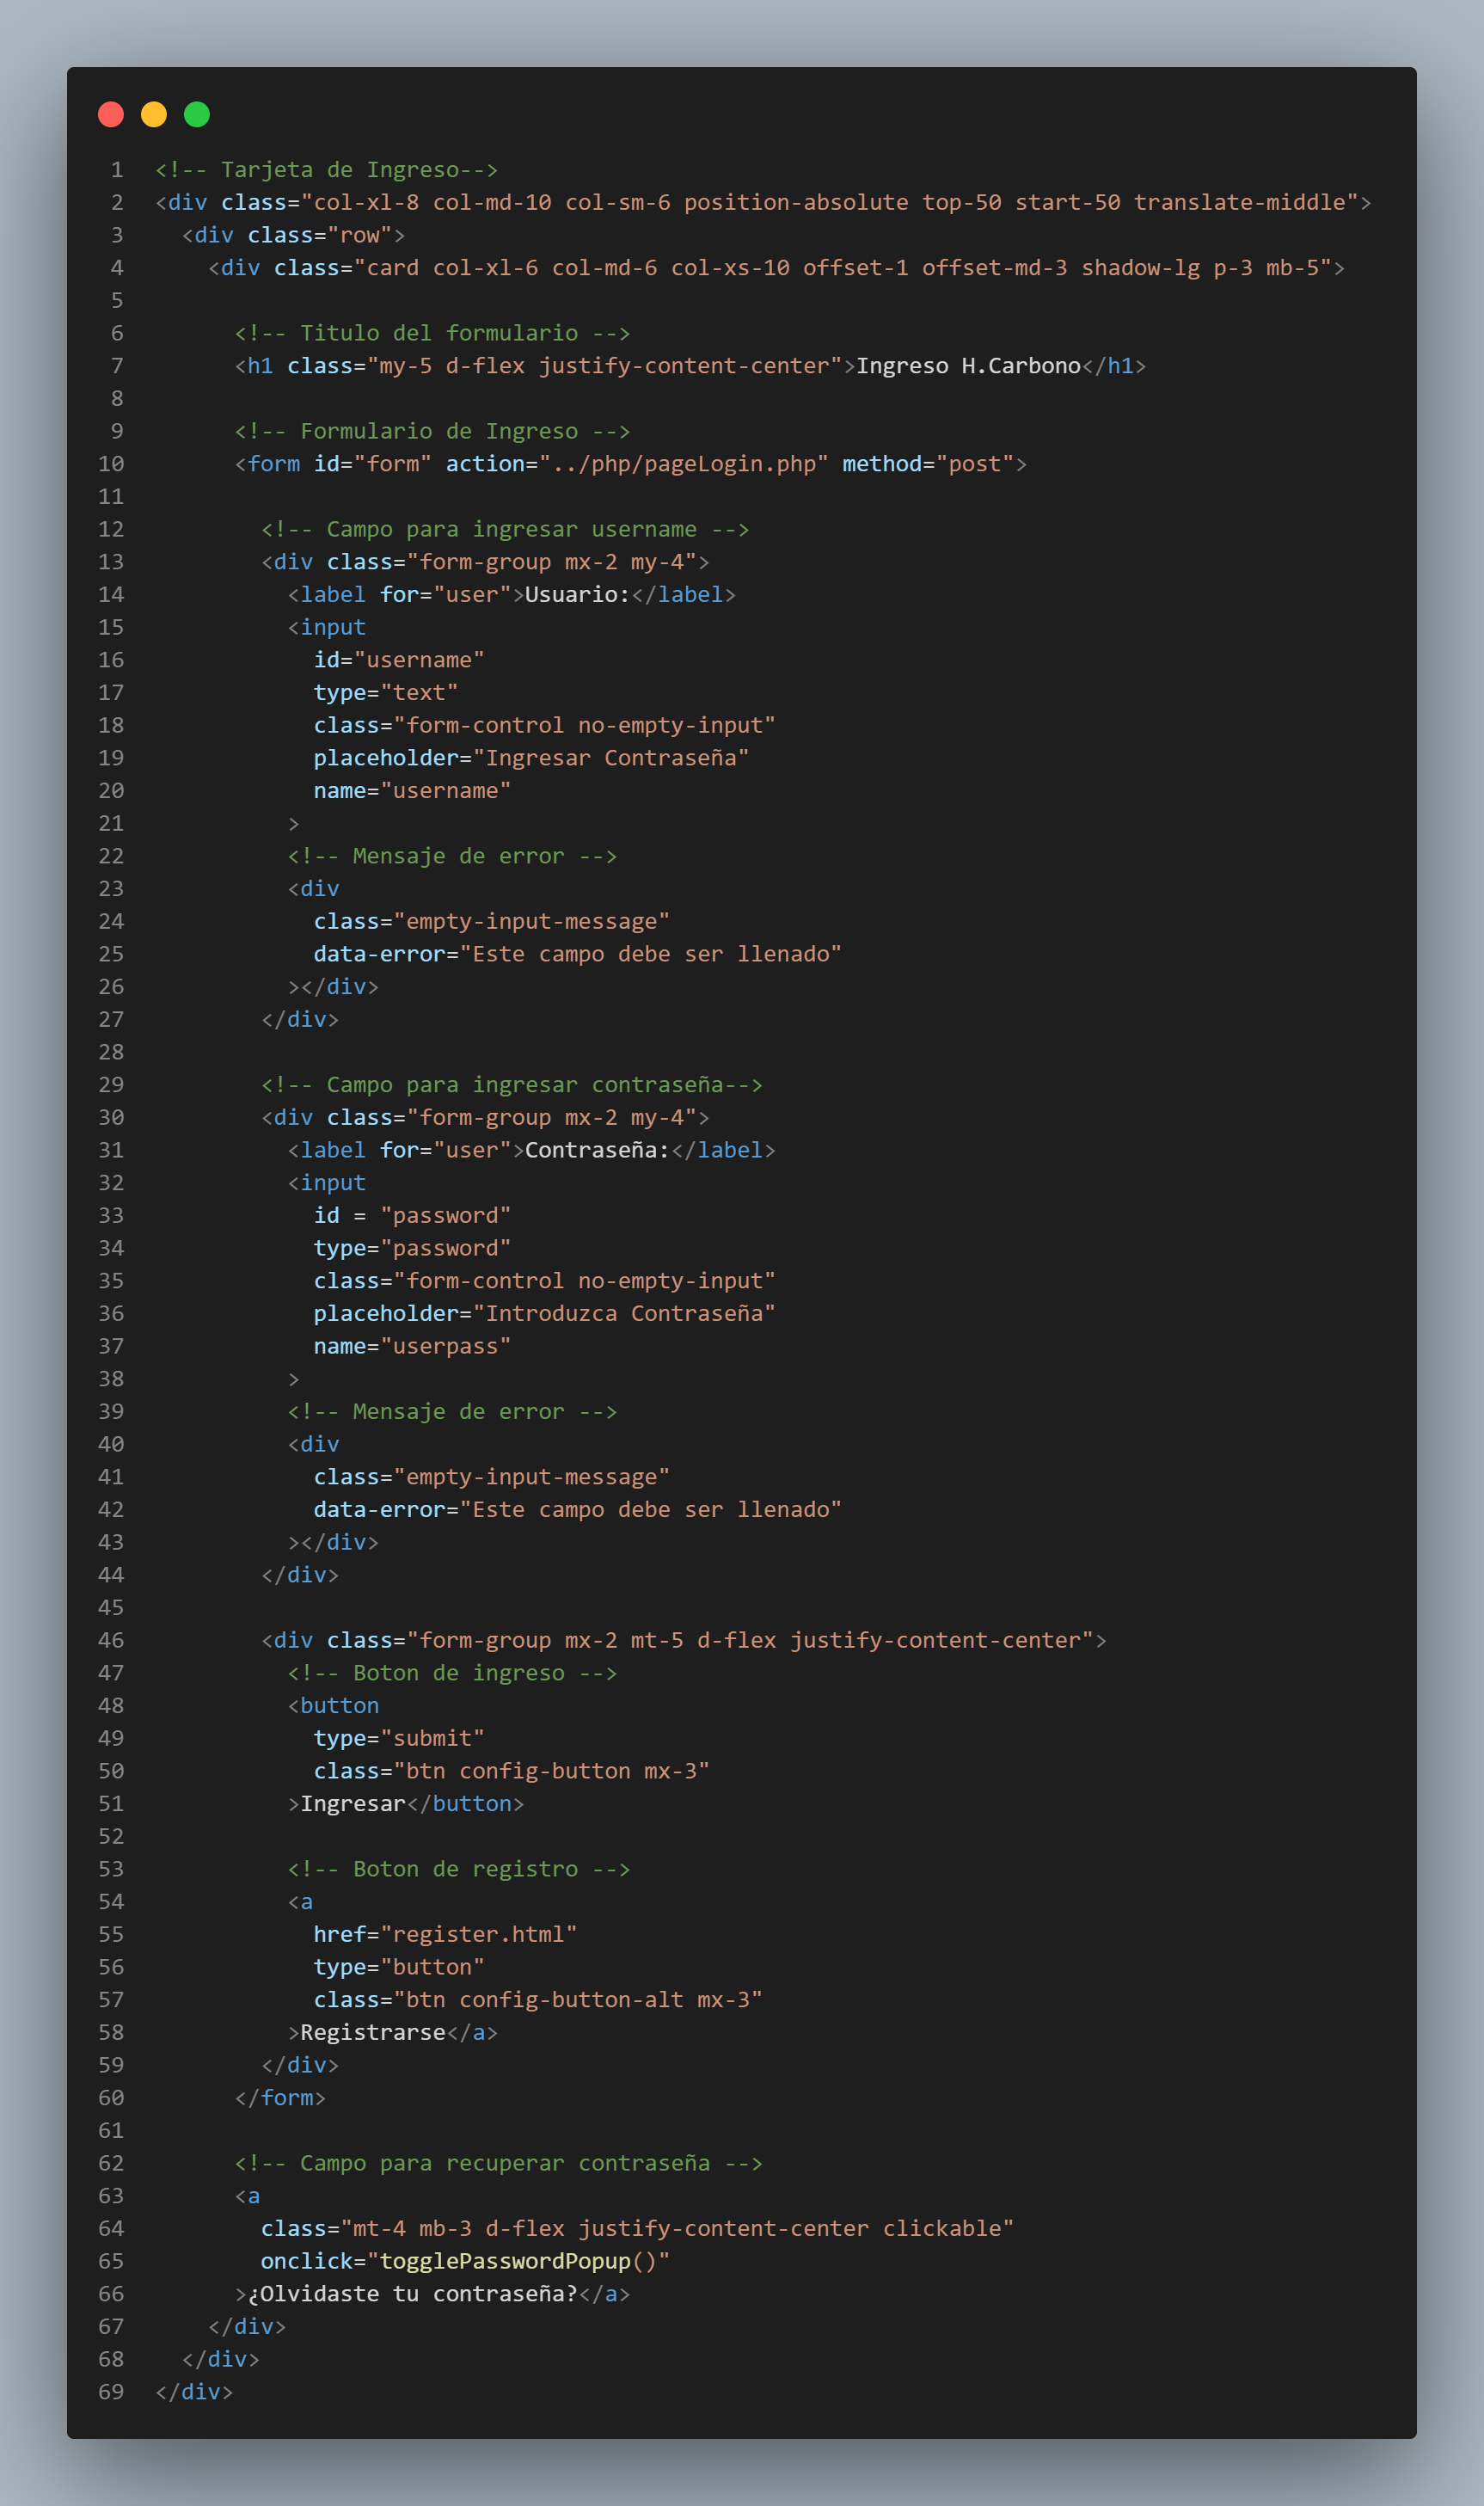 1 <!-- Tarjeta de Ingreso-->
2 <div class="col-xl-8 col-md-10 col-sm-6 position-absolute top-50 start-50 translate-middle">
3   <div class="row">
4     <div class="card col-xl-6 col-md-6 col-xs-10 offset-1 offset-md-3 shadow-lg p-3 mb-5">
5
6       <!-- Titulo del formulario -->
7       <h1 class="my-5 d-flex justify-content-center">Ingreso H.Carbono</h1>
8
9       <!-- Formulario de Ingreso -->
10       <form id="form" action="../php/pageLogin.php" method="post">
11
12         <!-- Campo para ingresar username -->
13         <div class="form-group mx-2 my-4">
14           <label for="user">Usuario:</label>
15           <input
16             id="username"
17             type="text"
18             class="form-control no-empty-input"
19             placeholder="Ingresar Contraseña"
20             name="username"
21           >
22           <!-- Mensaje de error -->
23           <div
24             class="empty-input-message"
25             data-error="Este campo debe ser llenado"
26           ></div>
27         </div>
28
29         <!-- Campo para ingresar contraseña-->
30         <div class="form-group mx-2 my-4">
31           <label for="user">Contraseña:</label>
32           <input
33             id = "password"
34             type="password"
35             class="form-control no-empty-input"
36             placeholder="Introduzca Contraseña"
37             name="userpass"
38           >
39           <!-- Mensaje de error -->
40           <div
41             class="empty-input-message"
42             data-error="Este campo debe ser llenado"
43           ></div>
44         </div>
45
46         <div class="form-group mx-2 mt-5 d-flex justify-content-center">
47           <!-- Boton de ingreso -->
48           <button
49             type="submit"
50             class="btn config-button mx-3"
51           >Ingresar</button>
52
53           <!-- Boton de registro -->
54           <a
55             href="register.html"
56             type="button"
57             class="btn config-button-alt mx-3"
58           >Registrarse</a>
59         </div>
60       </form>
61
62       <!-- Campo para recuperar contraseña -->
63       <a
64         class="mt-4 mb-3 d-flex justify-content-center clickable"
65         onclick="togglePasswordPopup()"
66       >¿Olvidaste tu contraseña?</a>
67     </div>
68   </div>
69 </div>